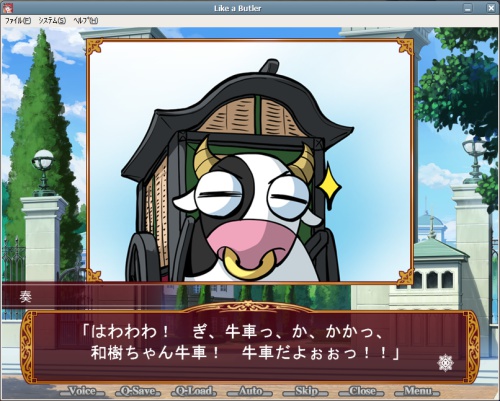 Like a Butler
ファイル(F) システム(S) ヘルプ(H)
奏
「はわわわ！　ぎ、牛車っ、か、かかっ、
和樹ちゃん牛車！　牛車だよぉぉっ！！」
Voice Q-Save Q-Load Auto Skip Close Menu